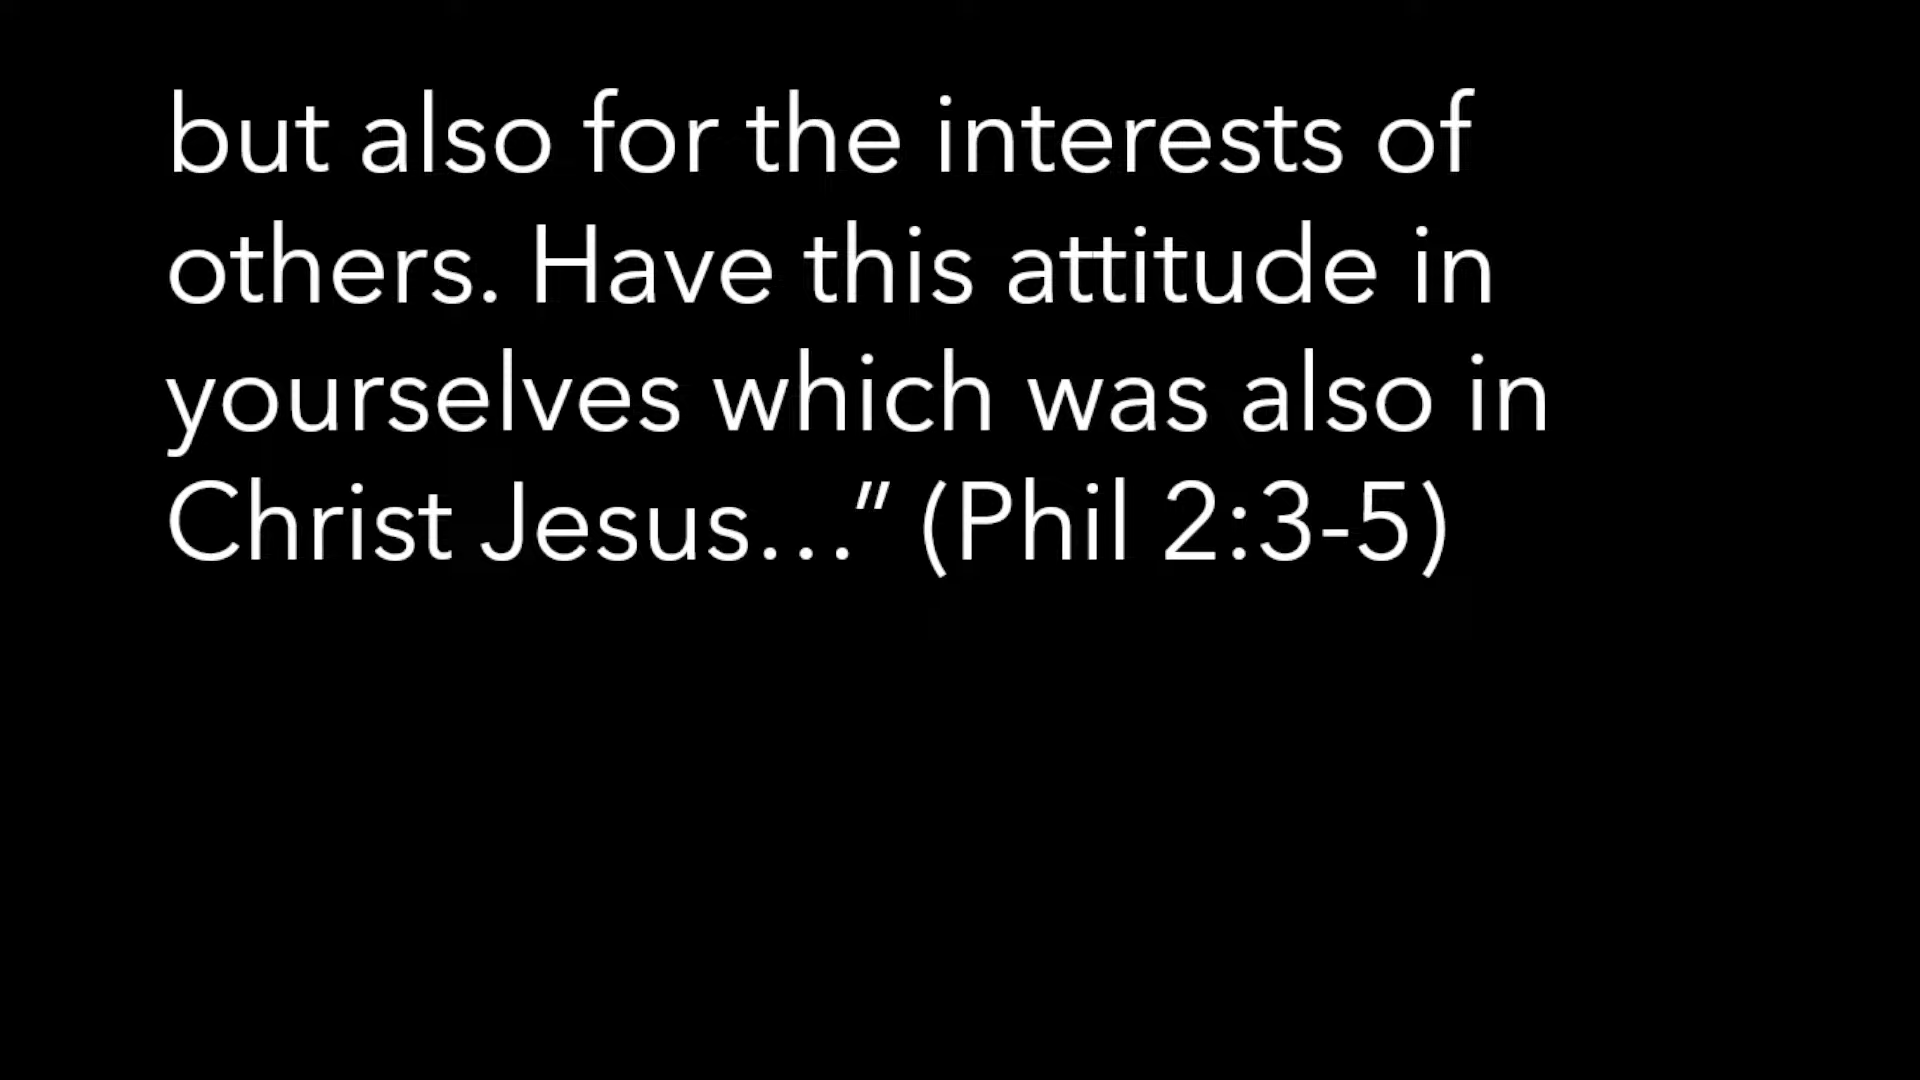 but also for the interests of
others. Have this attitude in
yourselves which was also in
Christ Jesus…” (Phil 2:3-5)